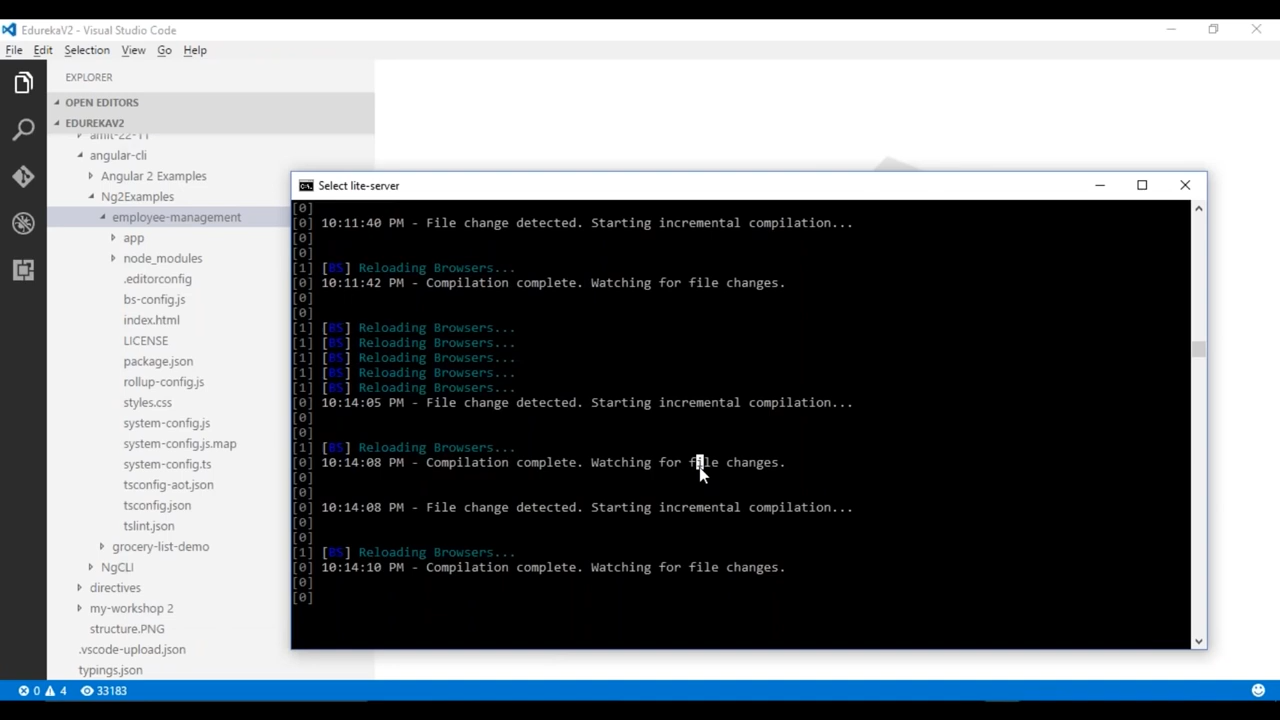 EdurekaV2 - Visual Studio Code
File Edit Selection View Go Help
EXPLORER
OPEN EDITORS
EDUREKAV2
amit-22-11
angular-cli
Angular 2 Examples
Ng2Examples
employee-management
app
node_modules
.editorconfig
bs-config.js
index.html
LICENSE
package.json
rollup-config.js
styles.css
system-config.js
system-config.js.map
system-config.ts
tsconfig-aot.json
tsconfig.json
tslint.json
grocery-list-demo
NgCLI
directives
my-workshop 2
structure.PNG
.vscode-upload.json
typings.json
0 4 33183
Select lite-server
[0]
[0] 10:11:40 PM - File change detected. Starting incremental compilation...
[0]
[0]
[1] [BS] Reloading Browsers...
[0] 10:11:42 PM - Compilation complete. Watching for file changes.
[0]
[0]
[1] [BS] Reloading Browsers...
[1] [BS] Reloading Browsers...
[1] [BS] Reloading Browsers...
[1] [BS] Reloading Browsers...
[1] [BS] Reloading Browsers...
[0] 10:14:05 PM - File change detected. Starting incremental compilation...
[0]
[0]
[1] [BS] Reloading Browsers...
[0] 10:14:08 PM - Compilation complete. Watching for file changes.
[0]
[0]
[0] 10:14:08 PM - File change detected. Starting incremental compilation...
[0]
[0]
[1] [BS] Reloading Browsers...
[0] 10:14:10 PM - Compilation complete. Watching for file changes.
[0]
[0]